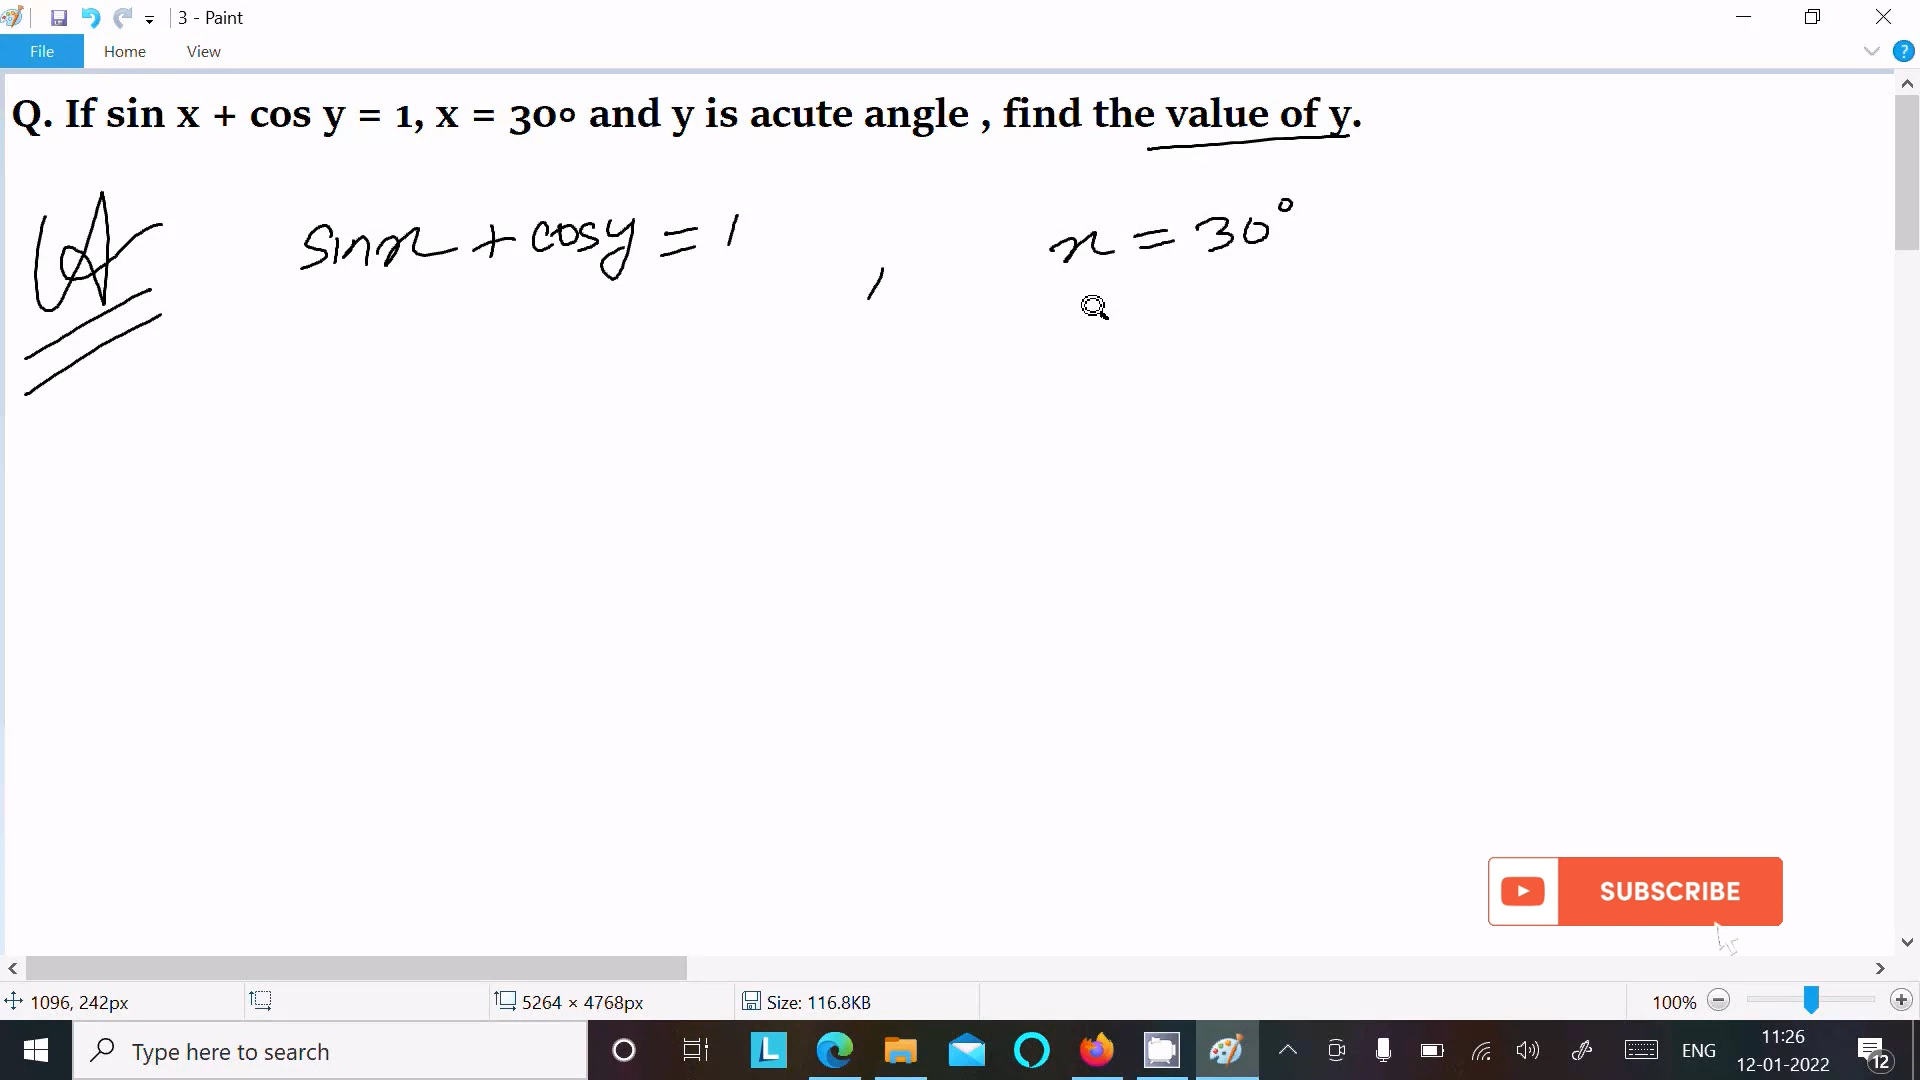 3 - Paint
File Home View
Q. If sin x + cos y = 1, x = 30∘ and y is acute angle , find the value of y.
sinx + cosy = 1 , x = 30°
SUBSCRIBE
1096, 242px 5264 × 4768px Size: 116.8KB 100%
Type here to search
L
ENG
11:26
12-01-2022
12